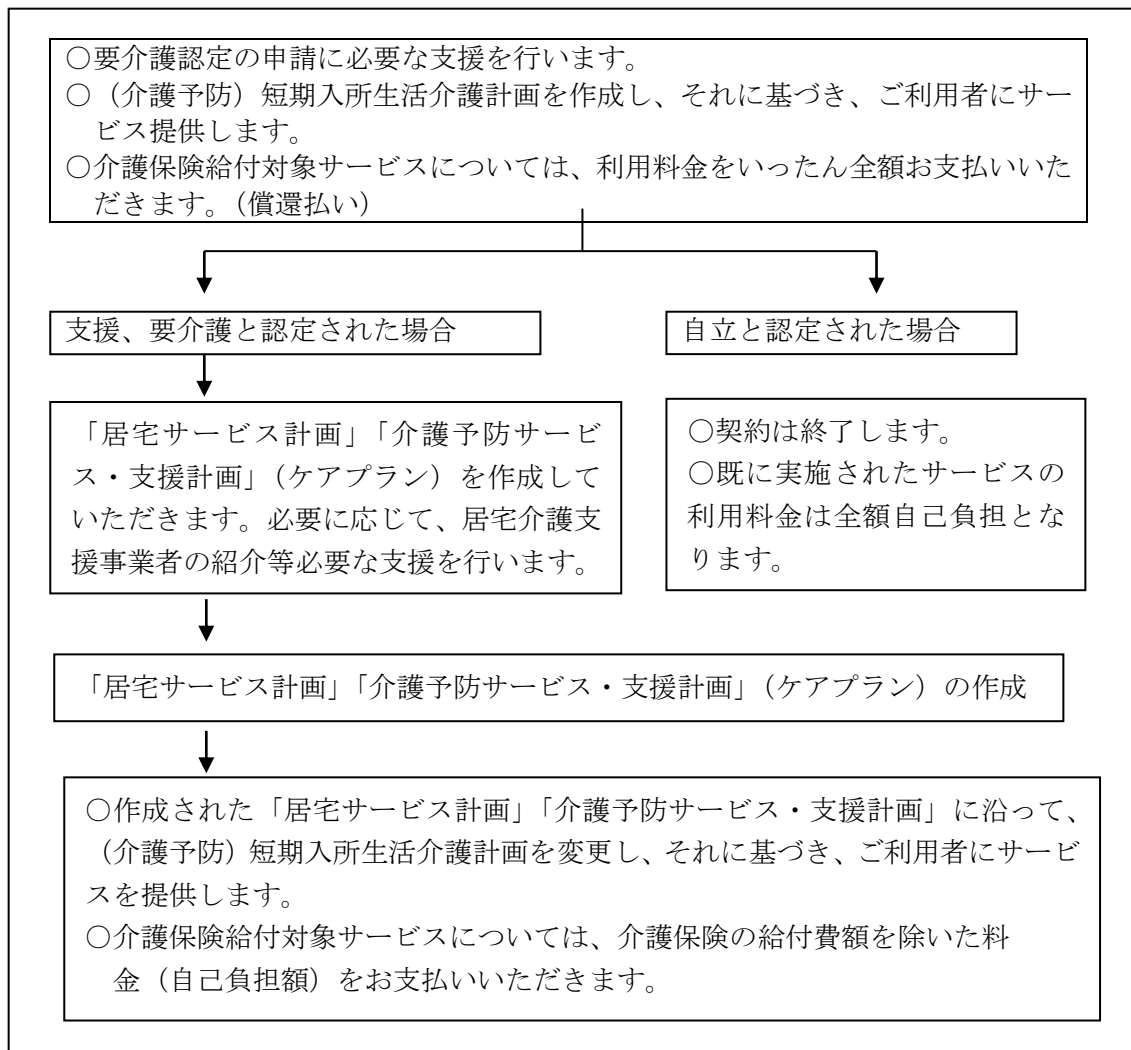 ○要介護認定の申請に必要な支援を行います。
○（介護予防）短期入所生活介護計画を作成し、それに基づき、ご利用者にサー
ビス提供します。
○介護保険給付対象サービスについては、利用料金をいったん全額お支払いいた
だきます。（償還払い）
支援、要介護と認定された場合
自立と認定された場合
「居宅サービス計画」「介護予防サービ
ス・支援計画」（ケアプラン）を作成して
いただきます。必要に応じて、居宅介護支
援事業者の紹介等必要な支援を行います。
○契約は終了します。
○既に実施されたサービスの
利用料金は全額自己負担とな
ります。
「居宅サービス計画」「介護予防サービス・支援計画」（ケアプラン）の作成
○作成された「居宅サービス計画」「介護予防サービス・支援計画」に沿って、
（介護予防）短期入所生活介護計画を変更し、それに基づき、ご利用者にサービ
スを提供します。
○介護保険給付対象サービスについては、介護保険の給付費額を除いた料
金（自己負担額）をお支払いいただきます。